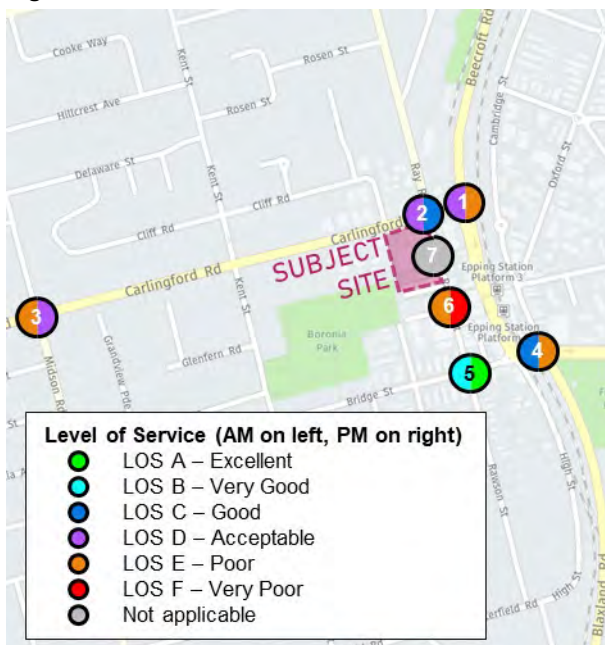 Cooke Way
Kent St
Rosen St
Beecroft Rd
Cambridge St
Oxford St
Hillcrest Ave
Rosen St
Delaware St
Kent St
Cliff Rd
Ray R
1
2
Carlingford
Cliff Rd
7
SUBJECT
SITE
Epping Station
Platform 3
Carlingford Rd
3
6
Epping Station
Platform
Boronia
Park
4
Midson Rd
Grandview Pde
Glenfern Rd
5
Bridge St
High St
Rawson St
Level of Service (AM on left, PM on right)
LOS A – Excellent
LOS B – Very Good
LOS C – Good
LOS D – Acceptable
LOS E – Poor
LOS F – Very Poor
Not applicable
High St
terfield Rd
Blaxland Rd